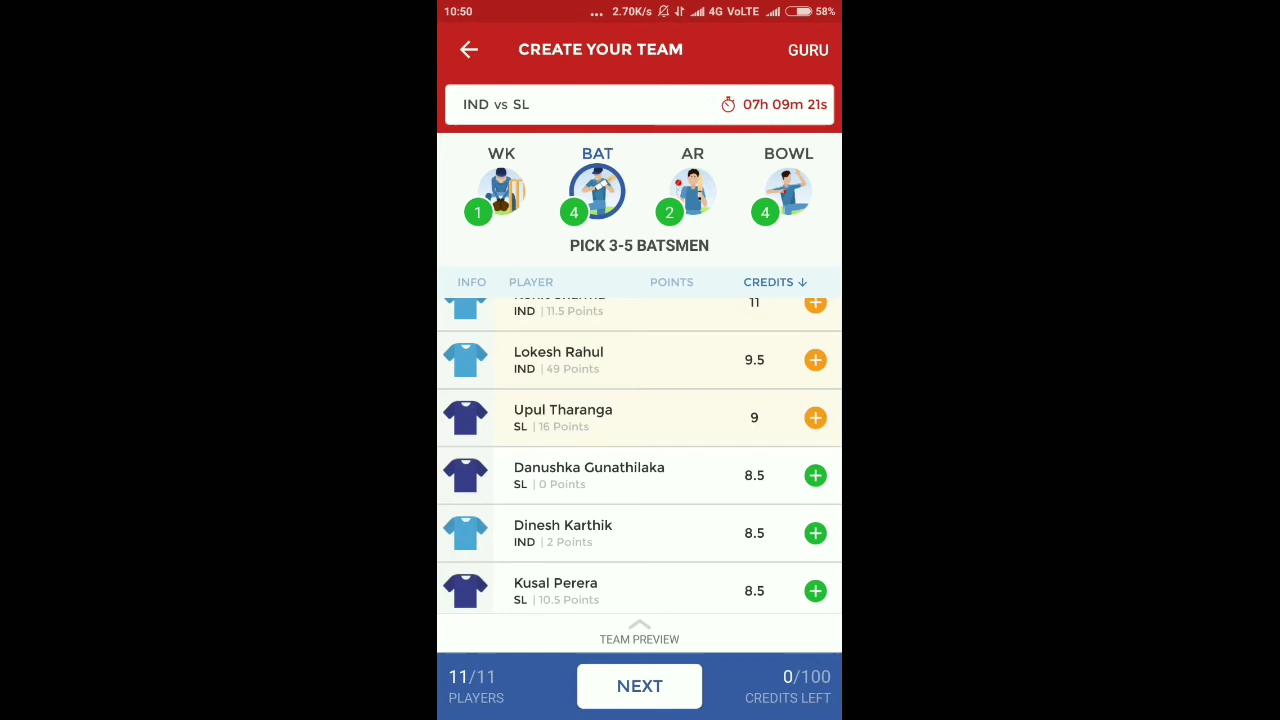 10:50 ... 2.70K/s 4G VoLTE 58%
CREATE YOUR TEAM GURU
IND vs SL 07h 09m 21s
WK BAT AR BOWL
1 4 2 4
PICK 3-5 BATSMEN
INFO PLAYER POINTS CREDITS ↓
11
IND | 11.5 Points
Lokesh Rahul 9.5
IND | 49 Points
Upul Tharanga 9
SL | 16 Points
Danushka Gunathilaka 8.5
SL | 0 Points
Dinesh Karthik 8.5
IND | 2 Points
Kusal Perera 8.5
SL | 10.5 Points
TEAM PREVIEW
11/11 NEXT 0/100
PLAYERS CREDITS LEFT